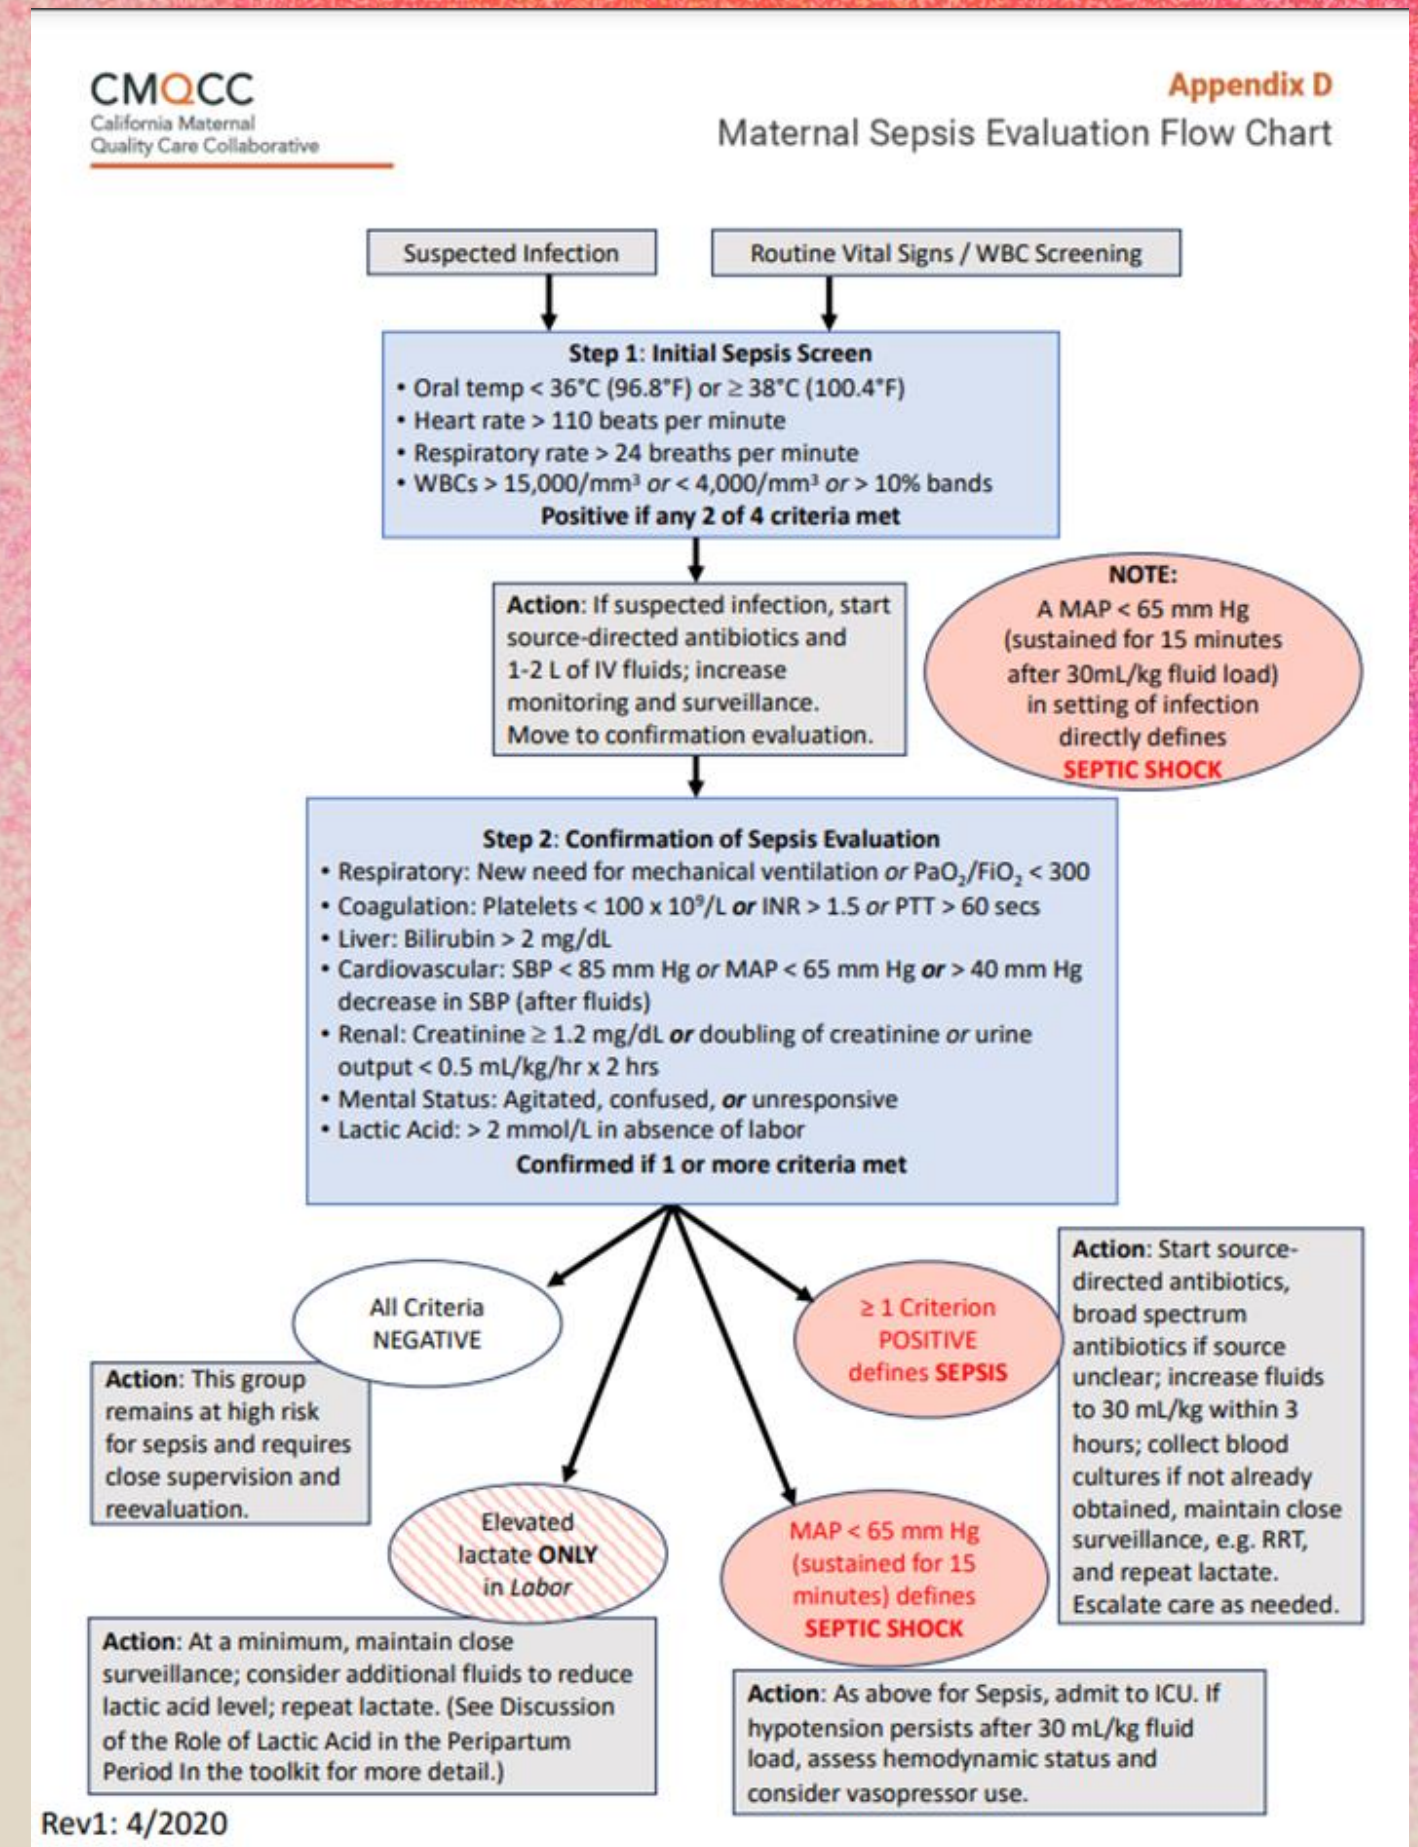 CMQCC
California Maternal
Quality Care Collaborative
Appendix D
Maternal Sepsis Evaluation Flow Chart
Suspected Infection
Routine Vital Signs / WBC Screening
Step 1: Initial Sepsis Screen
• Oral temp < 36°C (96.8°F) or ≥ 38°C (100.4°F)
• Heart rate > 110 beats per minute
• Respiratory rate > 24 breaths per minute
• WBCs > 15,000/mm³ or < 4,000/mm³ or > 10% bands
Positive if any 2 of 4 criteria met
Action: If suspected infection, start
source-directed antibiotics and
1-2 L of IV fluids; increase
monitoring and surveillance.
Move to confirmation evaluation.
NOTE:
A MAP < 65 mm Hg
(sustained for 15 minutes
after 30mL/kg fluid load)
in setting of infection
directly defines
SEPTIC SHOCK
Step 2: Confirmation of Sepsis Evaluation
• Respiratory: New need for mechanical ventilation or PaO₂/FiO₂ < 300
• Coagulation: Platelets < 100 x 10⁹/L or INR > 1.5 or PTT > 60 secs
• Liver: Bilirubin > 2 mg/dL
• Cardiovascular: SBP < 85 mm Hg or MAP < 65 mm Hg or > 40 mm Hg
decrease in SBP (after fluids)
• Renal: Creatinine ≥ 1.2 mg/dL or doubling of creatinine or urine
output < 0.5 mL/kg/hr x 2 hrs
• Mental Status: Agitated, confused, or unresponsive
• Lactic Acid: > 2 mmol/L in absence of labor
Confirmed if 1 or more criteria met
All Criteria
NEGATIVE
Action: This group
remains at high risk
for sepsis and requires
close supervision and
reevaluation.
Elevated
lactate ONLY
in Labor
Action: At a minimum, maintain close
surveillance; consider additional fluids to reduce
lactic acid level; repeat lactate. (See Discussion
of the Role of Lactic Acid in the Peripartum
Period In the toolkit for more detail.)
≥ 1 Criterion
POSITIVE
defines SEPSIS
Action: Start source-
directed antibiotics,
broad spectrum
antibiotics if source
unclear; increase fluids
to 30 mL/kg within 3
hours; collect blood
cultures if not already
obtained, maintain close
surveillance, e.g. RRT,
and repeat lactate.
Escalate care as needed.
MAP < 65 mm Hg
(sustained for 15
minutes) defines
SEPTIC SHOCK
Action: As above for Sepsis, admit to ICU. If
hypotension persists after 30 mL/kg fluid
load, assess hemodynamic status and
consider vasopressor use.
Rev1: 4/2020